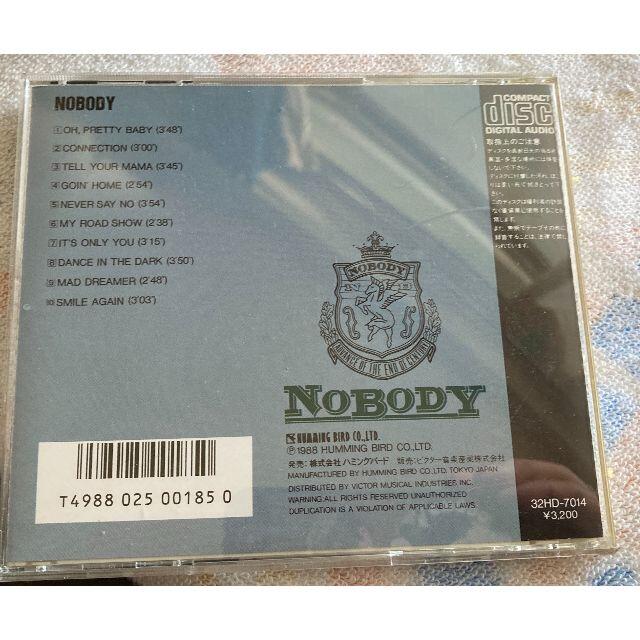 NOBODY
1 OH, PRETTY BABY (3'48")
2 CONNECTION (3'00")
3 TELL YOUR MAMA (3'45")
4 GOIN' HOME (2'54")
5 NEVER SAY NO (3'54")
6 MY ROAD SHOW (2'38")
7 IT'S ONLY YOU (3'15")
8 DANCE IN THE DARK (3'50")
9 MAD DREAMER (2'48")
10 SMILE AGAIN (3'03")
COMPACT
disc
DIGITAL AUDIO
取扱上のご注意
NOBODY
ROMANCE OF THE END OF CENTURY
NOBODY
HUMMING BIRD CO.,LTD.
Ⓟ1988 HUMMING BIRD CO.,LTD.
発売:株式会社ハミングバード 販売:ビクター音楽産業株式会社
MANUFACTURED BY HUMMING BIRD CO.,LTD. TOKYO JAPAN
DISTRIBUTED BY VICTOR MUSICAL INDUSTRIES INC.
WARNING:ALL RIGHTS RESERVED UNAUTHORIZED
DUPLICATION IS A VIOLATION OF APPLICABLE LAWS.
T4988 025 00185 0
32HD-7014
¥3,200